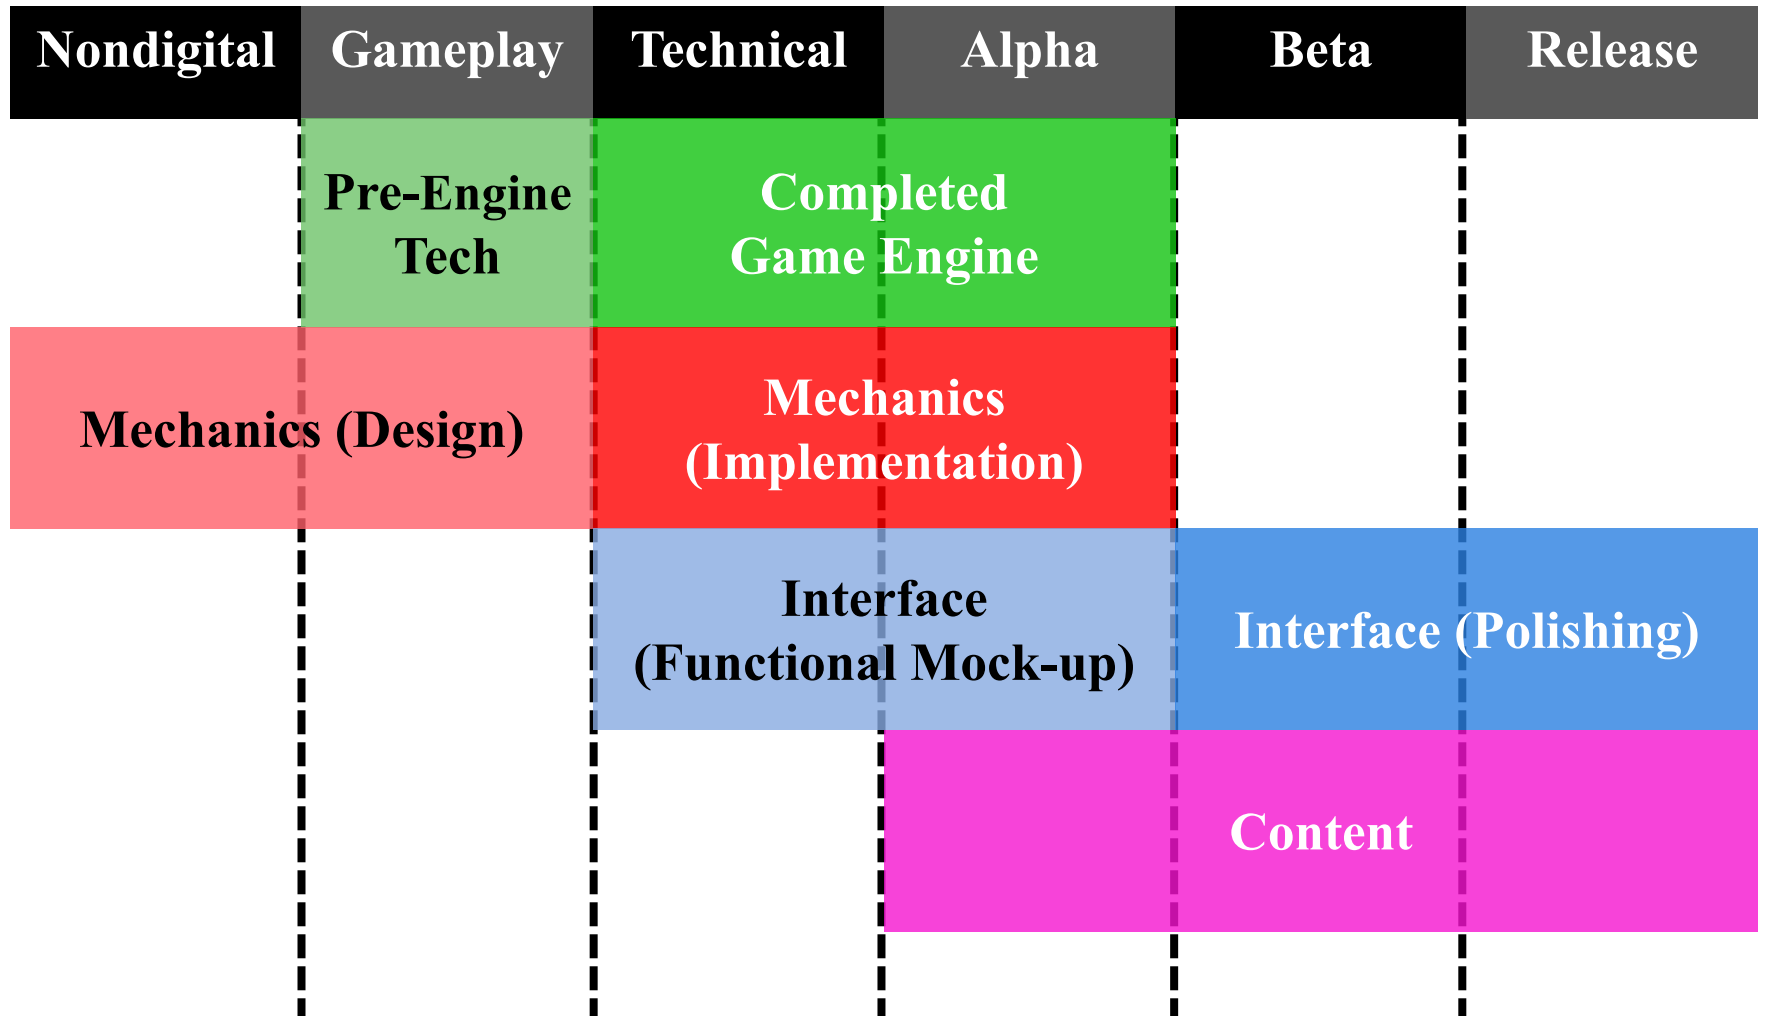 Nondigital Gameplay Technical Alpha Beta Release
Pre-Engine
Tech
Completed
Game Engine
Mechanics (Design)
Mechanics
(Implementation)
Interface
(Functional Mock-up)
Interface (Polishing)
Content